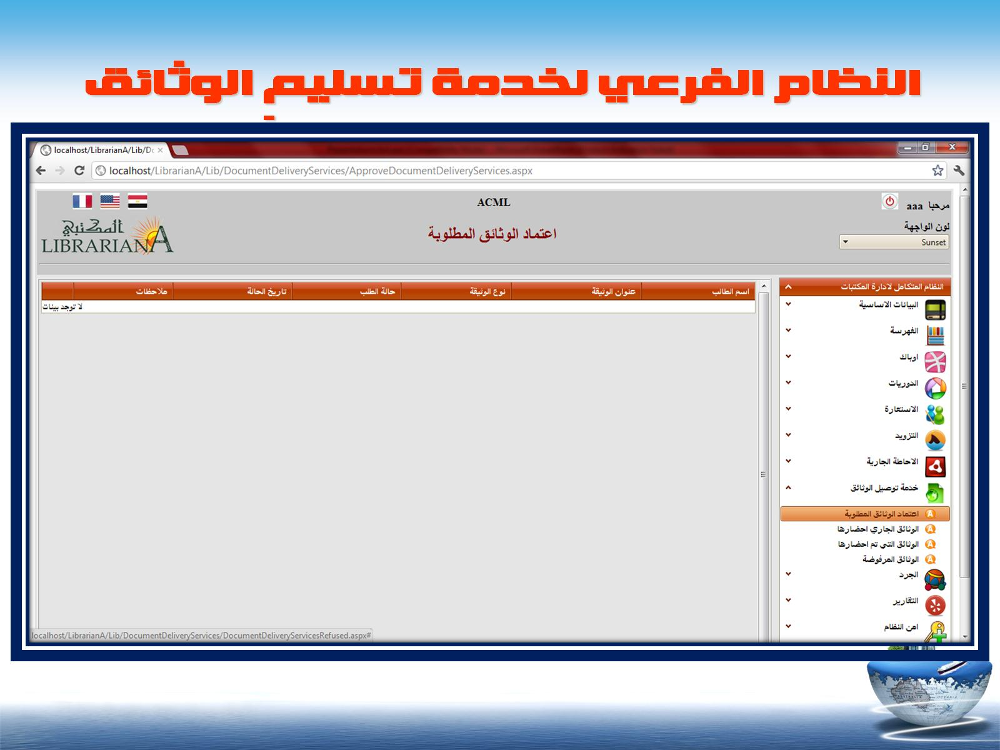 النظام الفرعي لخدمة تسليم الوثائق
localhost/LibrarianA/Lib/Do
localhost/LibrarianA/Lib/DocumentDeliveryServices/ApproveDocumentDeliveryServices.aspx
ACML
مرحبا aaa
لون الواجهة
Sunset
المكتبي
LIBRARIANA
اعتماد الوثائق المطلوبة
اسم الطالب عنوان الوثيقة نوع الوثيقة حالة الطلب تاريخ الحالة ملاحظات
لا توجد بينات
النظام المتكامل لادارة المكتبات
البيانات الاساسية
الفهرسة
اوباك
الدوريات
الاستعارة
التزويد
الاحاطة الجارية
خدمة توصيل الوثائق
اعتماد الوثائق المطلوبة
الوثائق الجاري احضارها
الوثائق التي تم احضارها
الوثائق المرفوضة
الجرد
التقارير
امن النظام
localhost/LibrarianA/Lib/DocumentDeliveryServices/DocumentDeliveryServicesRefused.aspx#
AUSTRALIA
OCEANIA